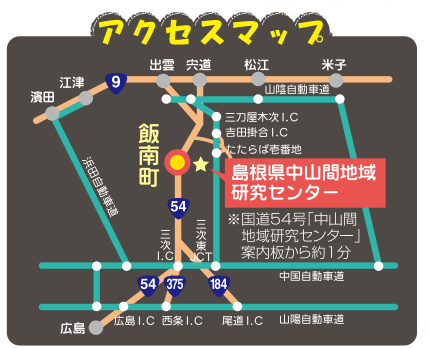 アクセスマップ
出雲
宍道
松江
米子
江津
9
浜田
山陰自動車道
三刀屋木次I.C
吉田掛合I.C
たたらば壱番地
飯南町
浜田自動車道
島根県中山間地域
研究センター
※国道54号「中山間
地域研究センター」
案内板から約1分
54
三次
I.C
三次東
JCT
中国自動車道
54
375
184
広島I.C
西条I.C
尾道I.C
山陽自動車道
広島